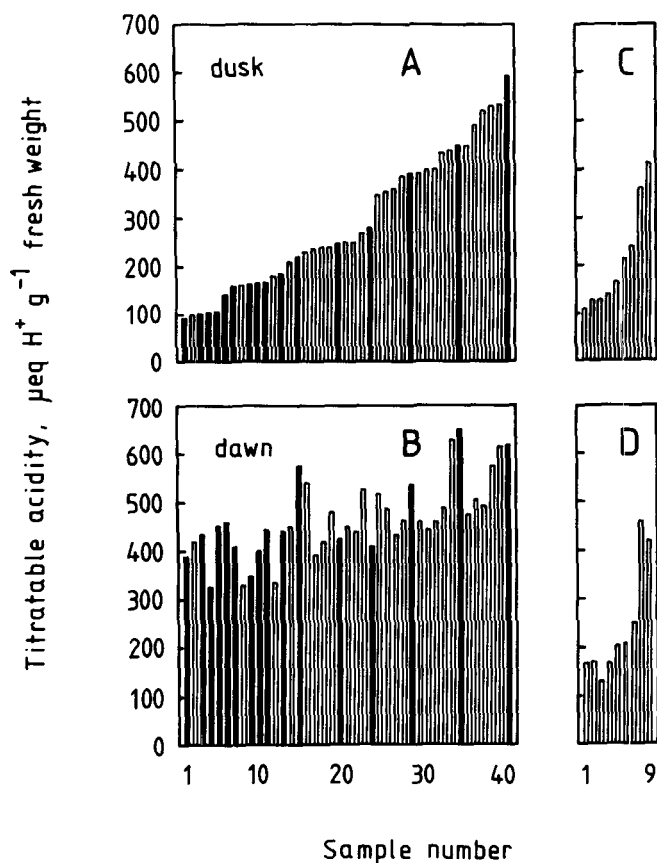 Titratable acidity, μeq H⁺ g⁻¹ fresh weight
700
600
500
400
300
200
100
0
dusk
A
C
700
600
500
400
300
200
100
0
dawn
B
D
1 10 20 30 40
1 9
Sample number